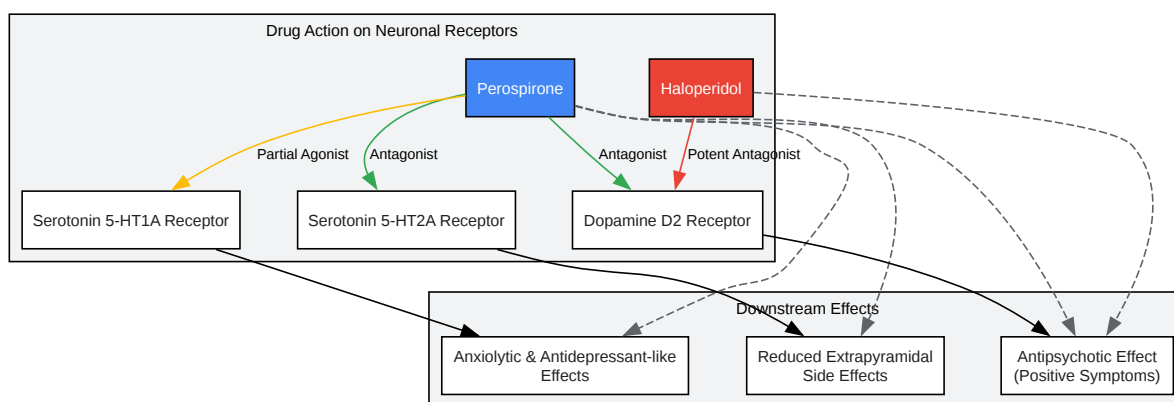 Drug Action on Neuronal Receptors
Perospirone
Haloperidol
Partial Agonist
Antagonist
Antagonist
Potent Antagonist
Serotonin 5-HT1A Receptor
Serotonin 5-HT2A Receptor
Dopamine D2 Receptor
Downstream Effects
Anxiolytic & Antidepressant-like
Effects
Reduced Extrapyramidal
Side Effects
Antipsychotic Effect
(Positive Symptoms)